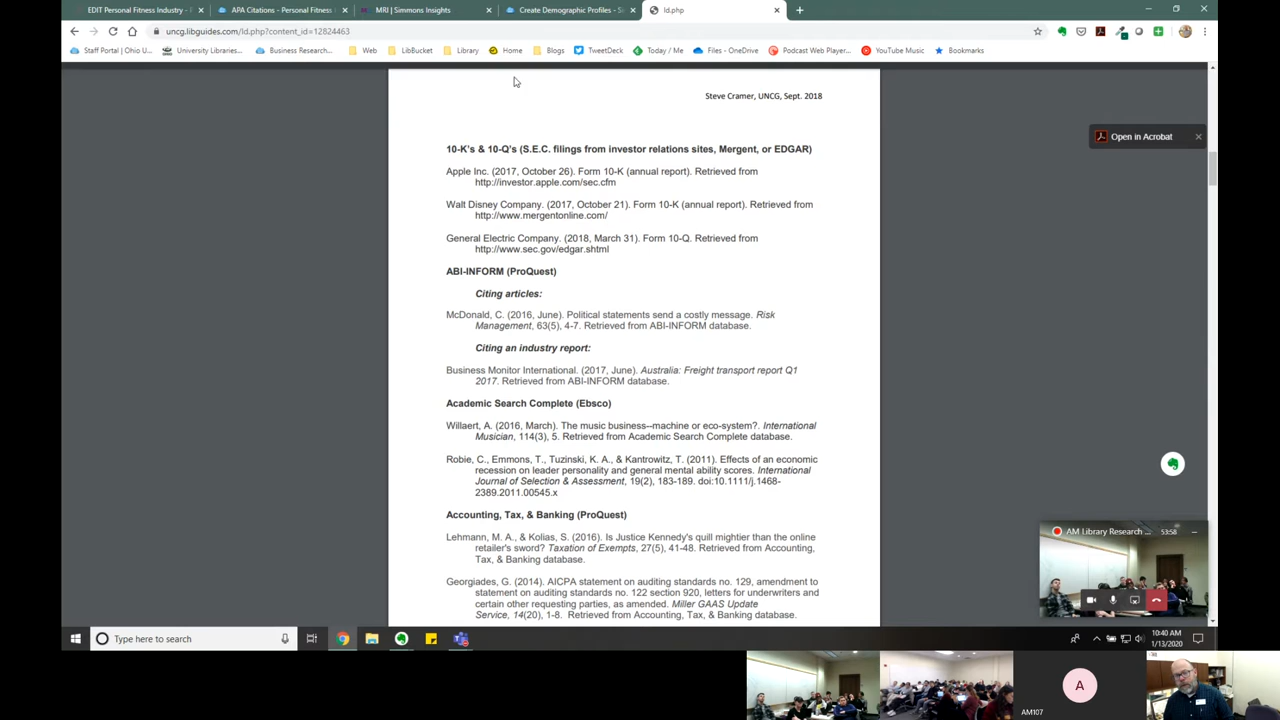 EDIT Personal Fitness Industry -
APA Citations - Personal Fitness
MRI | Simmons Insights
Create Demographic Profiles - S
ld.php
uncg.libguides.com/ld.php?content_id=12824463
Staff Portal | Ohio U...
University Librarie...
Business Research...
Web
LibBucket
Library
Home
Blogs
TweetDeck
Today / Me
Files - OneDrive
Podcast Web Player...
YouTube Music
Bookmarks
Steve Cramer, UNCG, Sept. 2018
Open in Acrobat
10-K's & 10-Q's (S.E.C. filings from investor relations sites, Mergent, or EDGAR)
Apple Inc. (2017, October 26). Form 10-K (annual report). Retrieved from
http://investor.apple.com/sec.cfm
Walt Disney Company. (2017, October 21). Form 10-K (annual report). Retrieved from
http://www.mergentonline.com/
General Electric Company. (2018, March 31). Form 10-Q. Retrieved from
http://www.sec.gov/edgar.shtml
ABI-INFORM (ProQuest)
Citing articles:
McDonald, C. (2016, June). Political statements send a costly message. Risk
Management, 63(5), 4-7. Retrieved from ABI-INFORM database.
Citing an industry report:
Business Monitor International. (2017, June). Australia: Freight transport report Q1
2017. Retrieved from ABI-INFORM database.
Academic Search Complete (Ebsco)
Willaert, A. (2016, March). The music business--machine or eco-system?. International
Musician, 114(3), 5. Retrieved from Academic Search Complete database.
Robie, C., Emmons, T., Tuzinski, K. A., & Kantrowitz, T. (2011). Effects of an economic
recession on leader personality and general mental ability scores. International
Journal of Selection & Assessment, 19(2), 183-189. doi:10.1111/j.1468-
2389.2011.00545.x
Accounting, Tax, & Banking (ProQuest)
Lehmann, M. A., & Kolias, S. (2016). Is Justice Kennedy's quill mightier than the online
retailer's sword? Taxation of Exempts, 27(5), 41-48. Retrieved from Accounting,
Tax, & Banking database.
Georgiades, G. (2014). AICPA statement on auditing standards no. 129, amendment to
statement on auditing standards no. 122 section 920, letters for underwriters and
certain other requesting parties, as amended. Miller GAAS Update
Service, 14(20), 1-8. Retrieved from Accounting, Tax, & Banking database.
AM Library Research ...
53:58
Type here to search
10:40 AM
1/13/2020
A
AM107